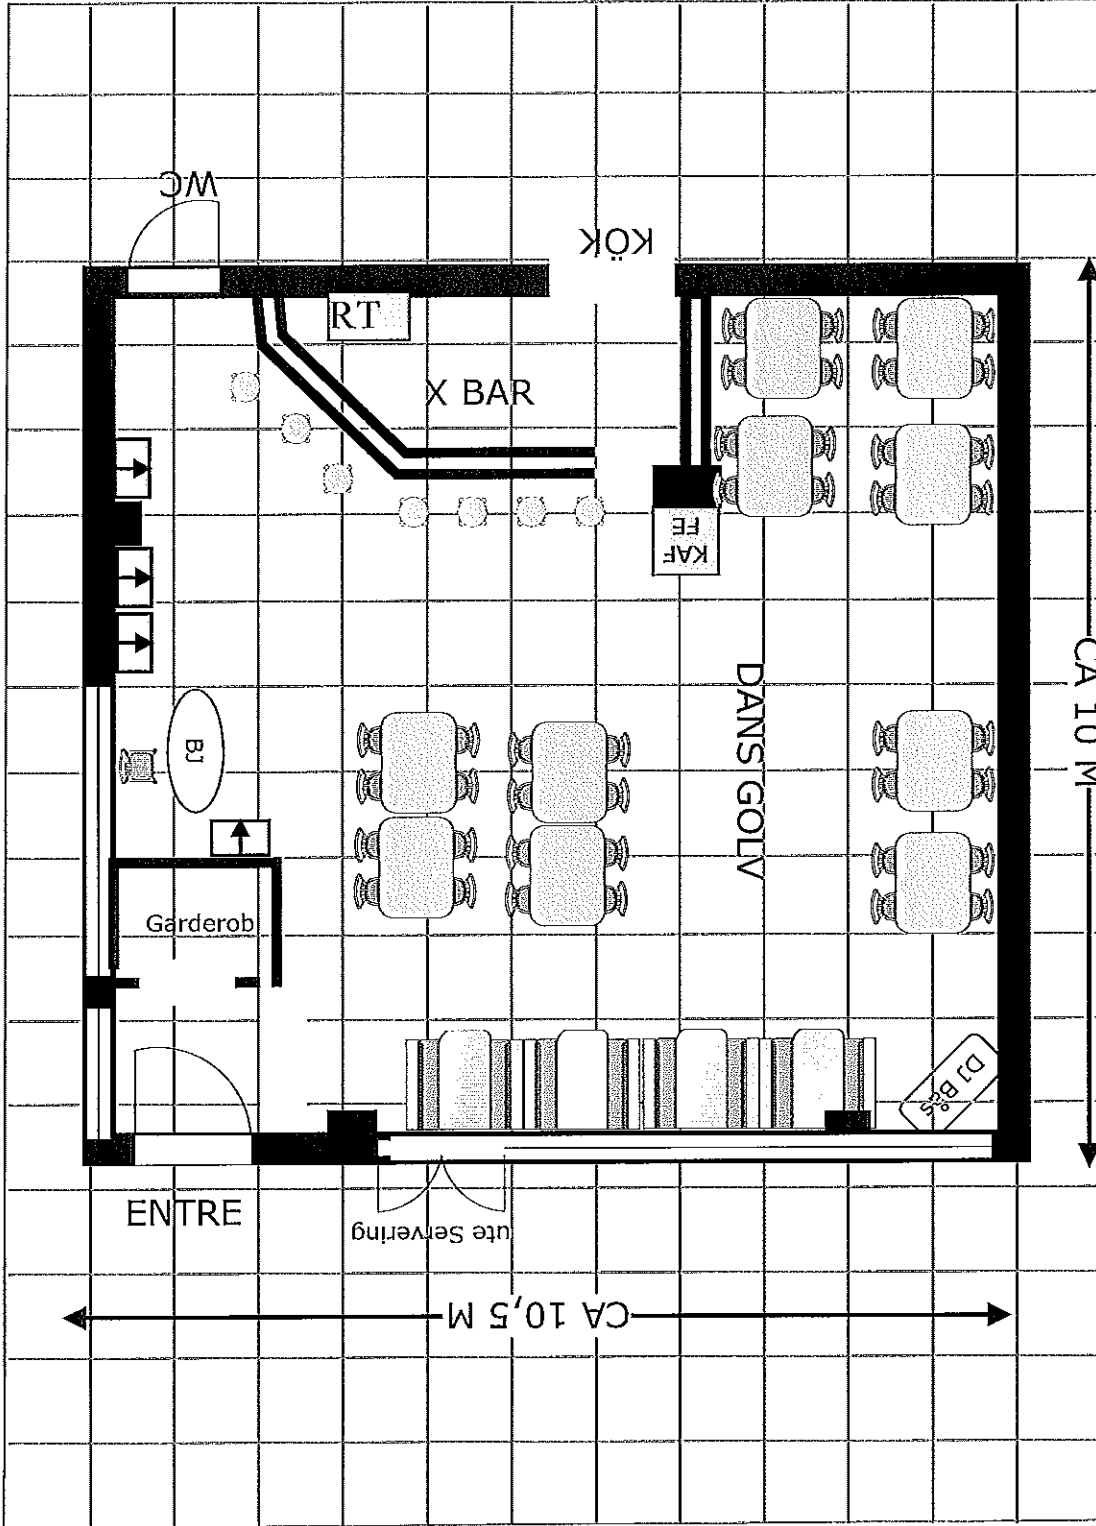 WC
KÖK
RT
X BAR
KAF
FE
CA 10 M
DANS GOLV
BJ
Garderob
DJ Bås
ENTRE
ute Servering
CA 10,5 M